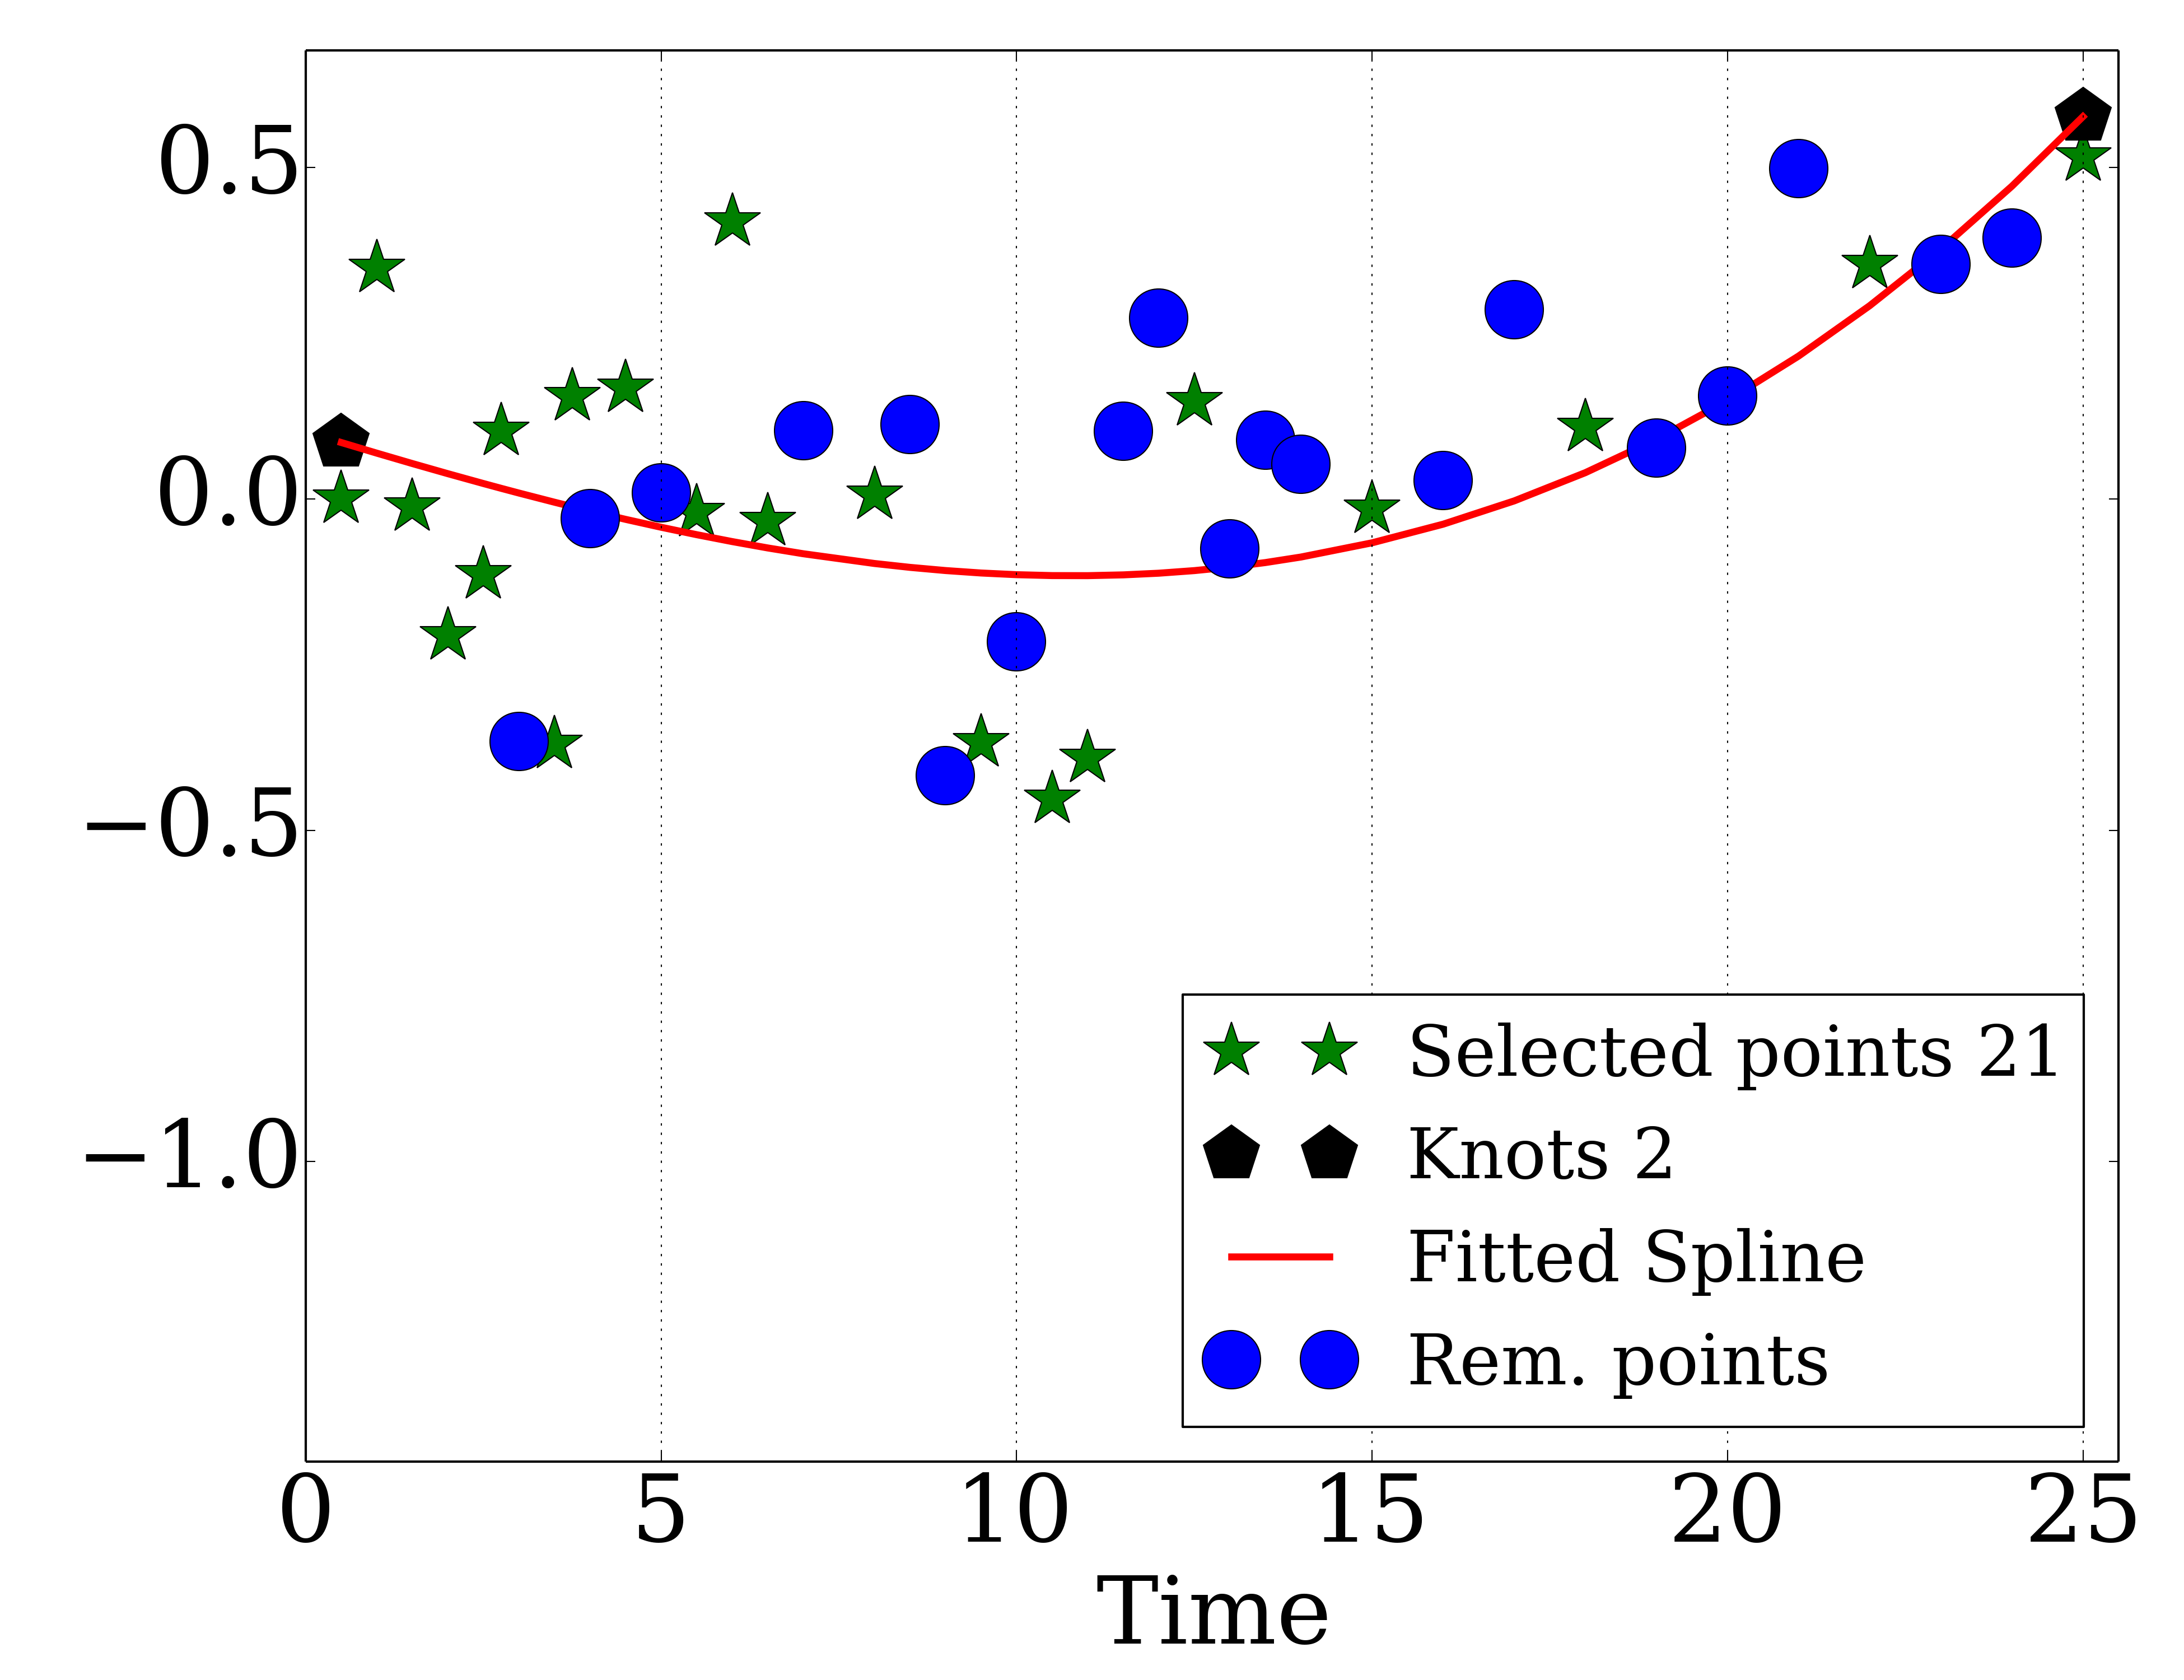 0.5
0.0
−0.5
−1.0
Selected points 21
Knots 2
Fitted Spline
Rem. points
0 5 10 15 20 25
Time